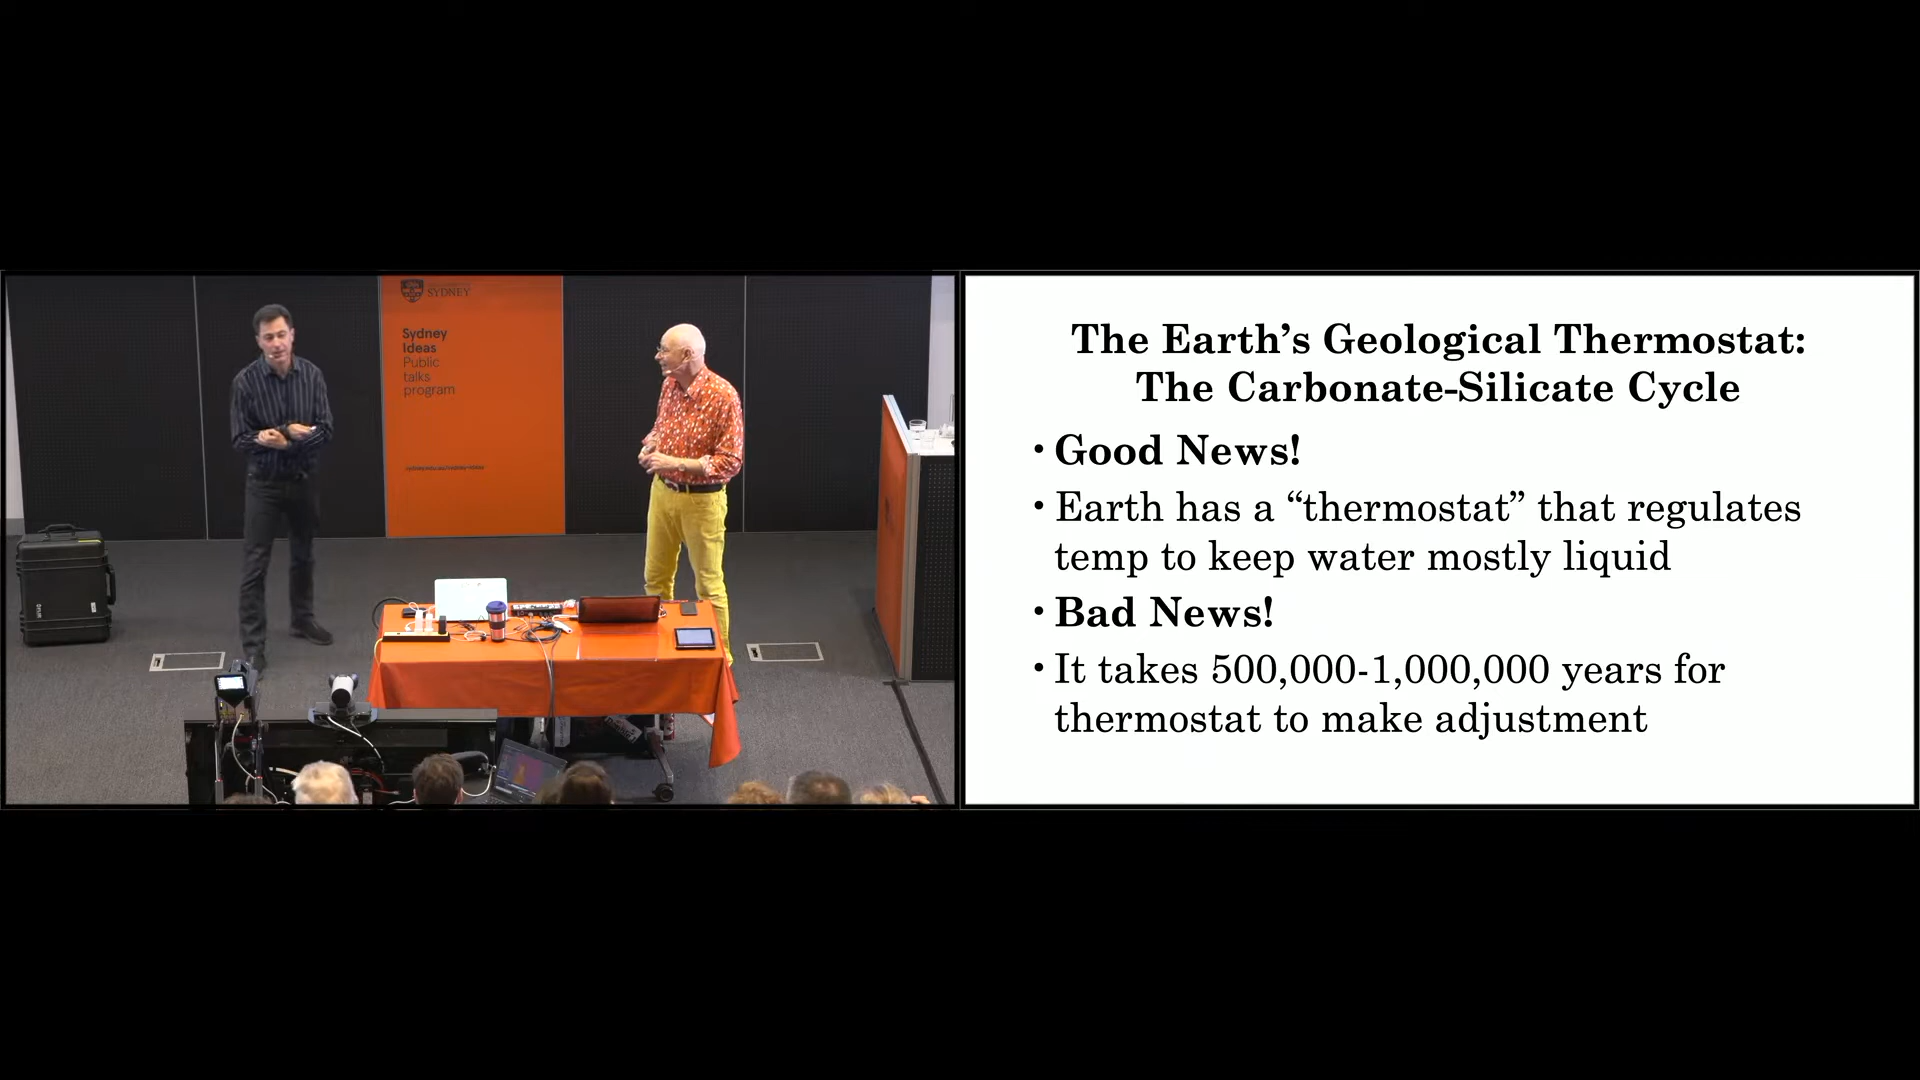 SYDNEY
Sydney
Ideas
Public
talks
program
The Earth’s Geological Thermostat:
The Carbonate-Silicate Cycle
• Good News!
• Earth has a “thermostat” that regulates
temp to keep water mostly liquid
• Bad News!
• It takes 500,000-1,000,000 years for
thermostat to make adjustment